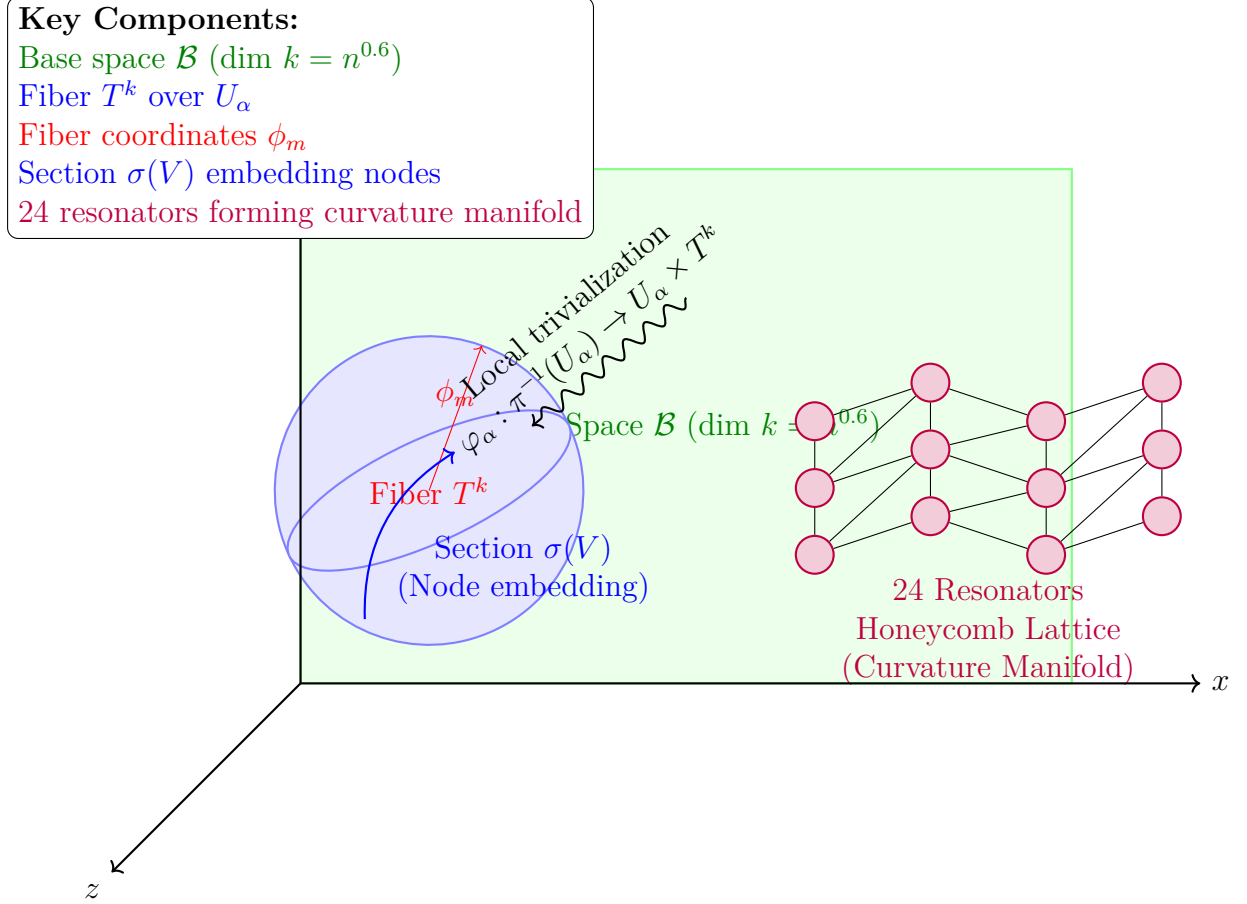 Key Components:
Base space ℬ (dim k = n^{0.6})
Fiber T^k over U_α
Fiber coordinates ϕ_m
Section σ(V) embedding nodes
24 resonators forming curvature manifold
Local trivialization
φ_α : π^{-1}(U_α) → U_α × T^k
ϕ_m
Space ℬ (dim k = n^{0.6})
Fiber T^k
Section σ(V)
(Node embedding)
24 Resonators
Honeycomb Lattice
(Curvature Manifold)
x
z